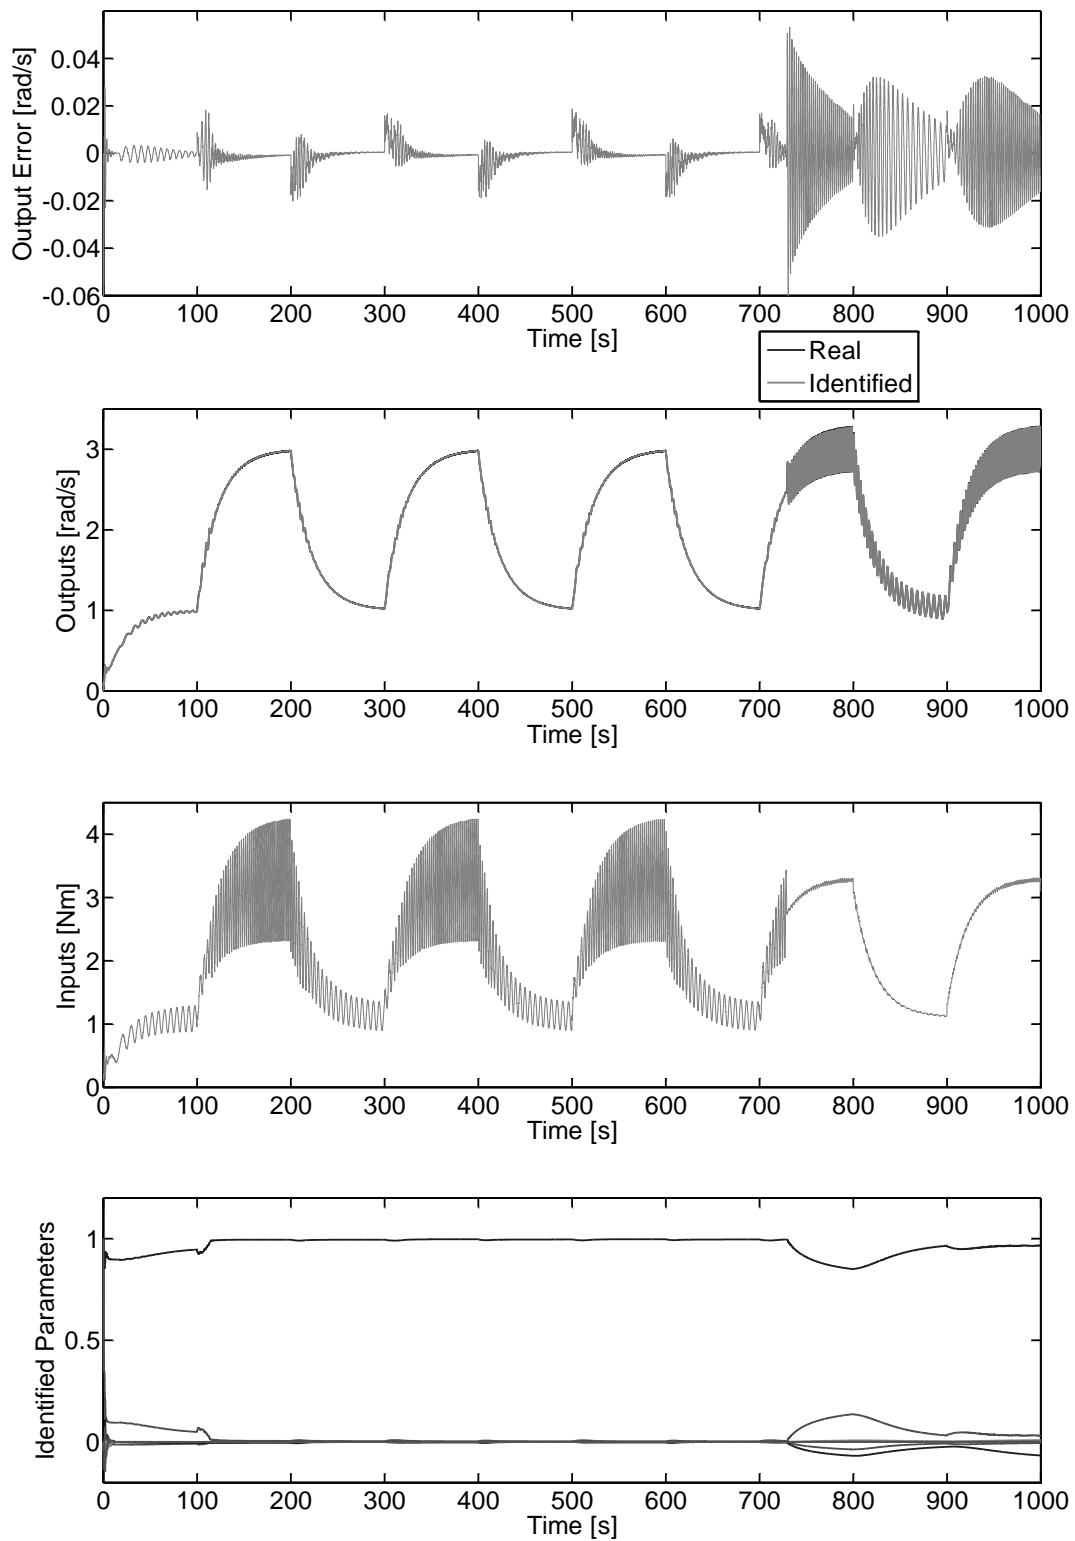 Output Error [rad/s]
0.04
0.02
0
-0.02
-0.04
-0.06
0 100 200 300 400 500 600 700 800 900 1000
Time [s]
Real
Identified
Outputs [rad/s]
3
2
1
0
0 100 200 300 400 500 600 700 800 900 1000
Time [s]
Inputs [Nm]
4
3
2
1
0
0 100 200 300 400 500 600 700 800 900 1000
Time [s]
Identified Parameters
1
0.5
0
0 100 200 300 400 500 600 700 800 900 1000
Time [s]